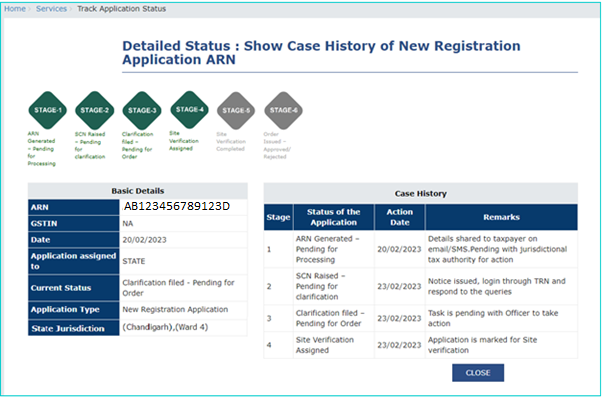 Home › Services › Track Application Status
Detailed Status : Show Case History of New Registration
Application ARN
STAGE-1 STAGE-2 STAGE-3 STAGE-4 STAGE-5 STAGE-6
ARN
Generated
– Pending
for
Processing
SCN Raised
– Pending
for
clarification
Clarification
filed –
Pending for
Order
Site
Verification
Assigned
Site
Verification
Completed
Order
Issued –
Approved/
Rejected
Basic Details
ARN AB123456789123D
GSTIN NA
Date 20/02/2023
Application assigned
to
STATE
Current Status
Clarification filed - Pending for
Order
Application Type New Registration Application
State Jurisdiction (Chandigarh),(Ward 4)
Case History
Stage
Status of the
Application
Action
Date
Remarks
1
ARN Generated –
Pending for
Processing
20/02/2023
Details shared to taxpayer on
email/SMS.Pending with jurisdictional
tax authority for action
2
SCN Raised –
Pending for
clarification
23/02/2023
Notice issued, login through TRN and
respond to the queries
3
Clarification filed –
Pending for Order
23/02/2023
Task is pending with Officer to take
action
4
Site Verification
Assigned
23/02/2023
Application is marked for Site
verification
CLOSE